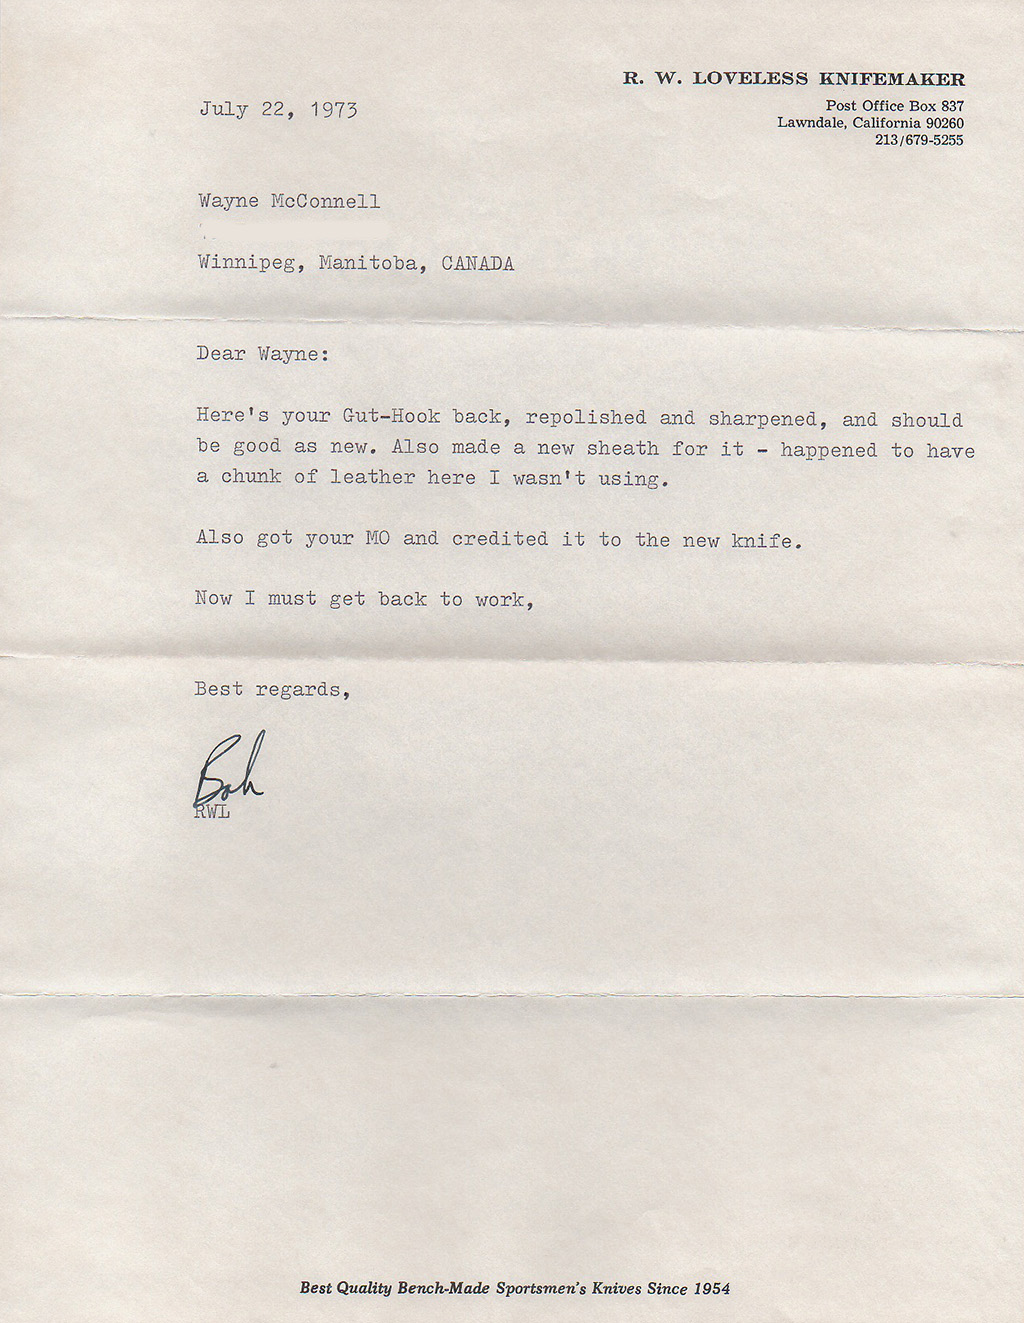 R. W. LOVELESS KNIFEMAKER
Post Office Box 837
Lawndale, California 90260
213/679-5255
July 22, 1973
Wayne McConnell
Winnipeg, Manitoba, CANADA
Dear Wayne:
Here's your Gut-Hook back, repolished and sharpened, and should
be good as new. Also made a new sheath for it - happened to have
a chunk of leather here I wasn't using.
Also got your MO and credited it to the new knife.
Now I must get back to work,
Best regards,
Bob
RWL
Best Quality Bench-Made Sportsmen's Knives Since 1954